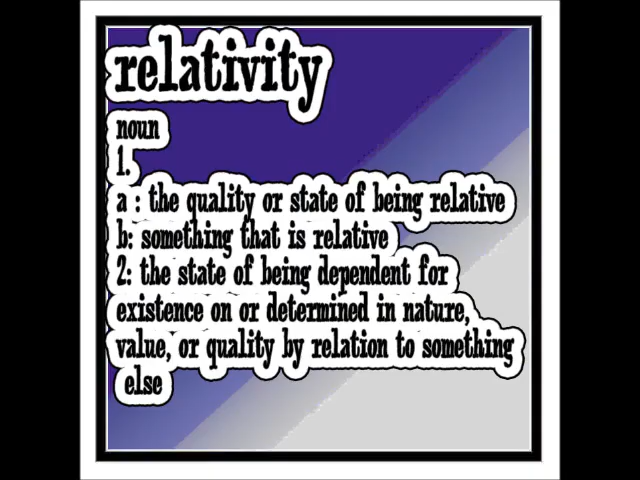 relativity
noun
1.
a : the quality or state of being relative
b: something that is relative
2: the state of being dependent for
existence on or determined in nature,
value, or quality by relation to something
else